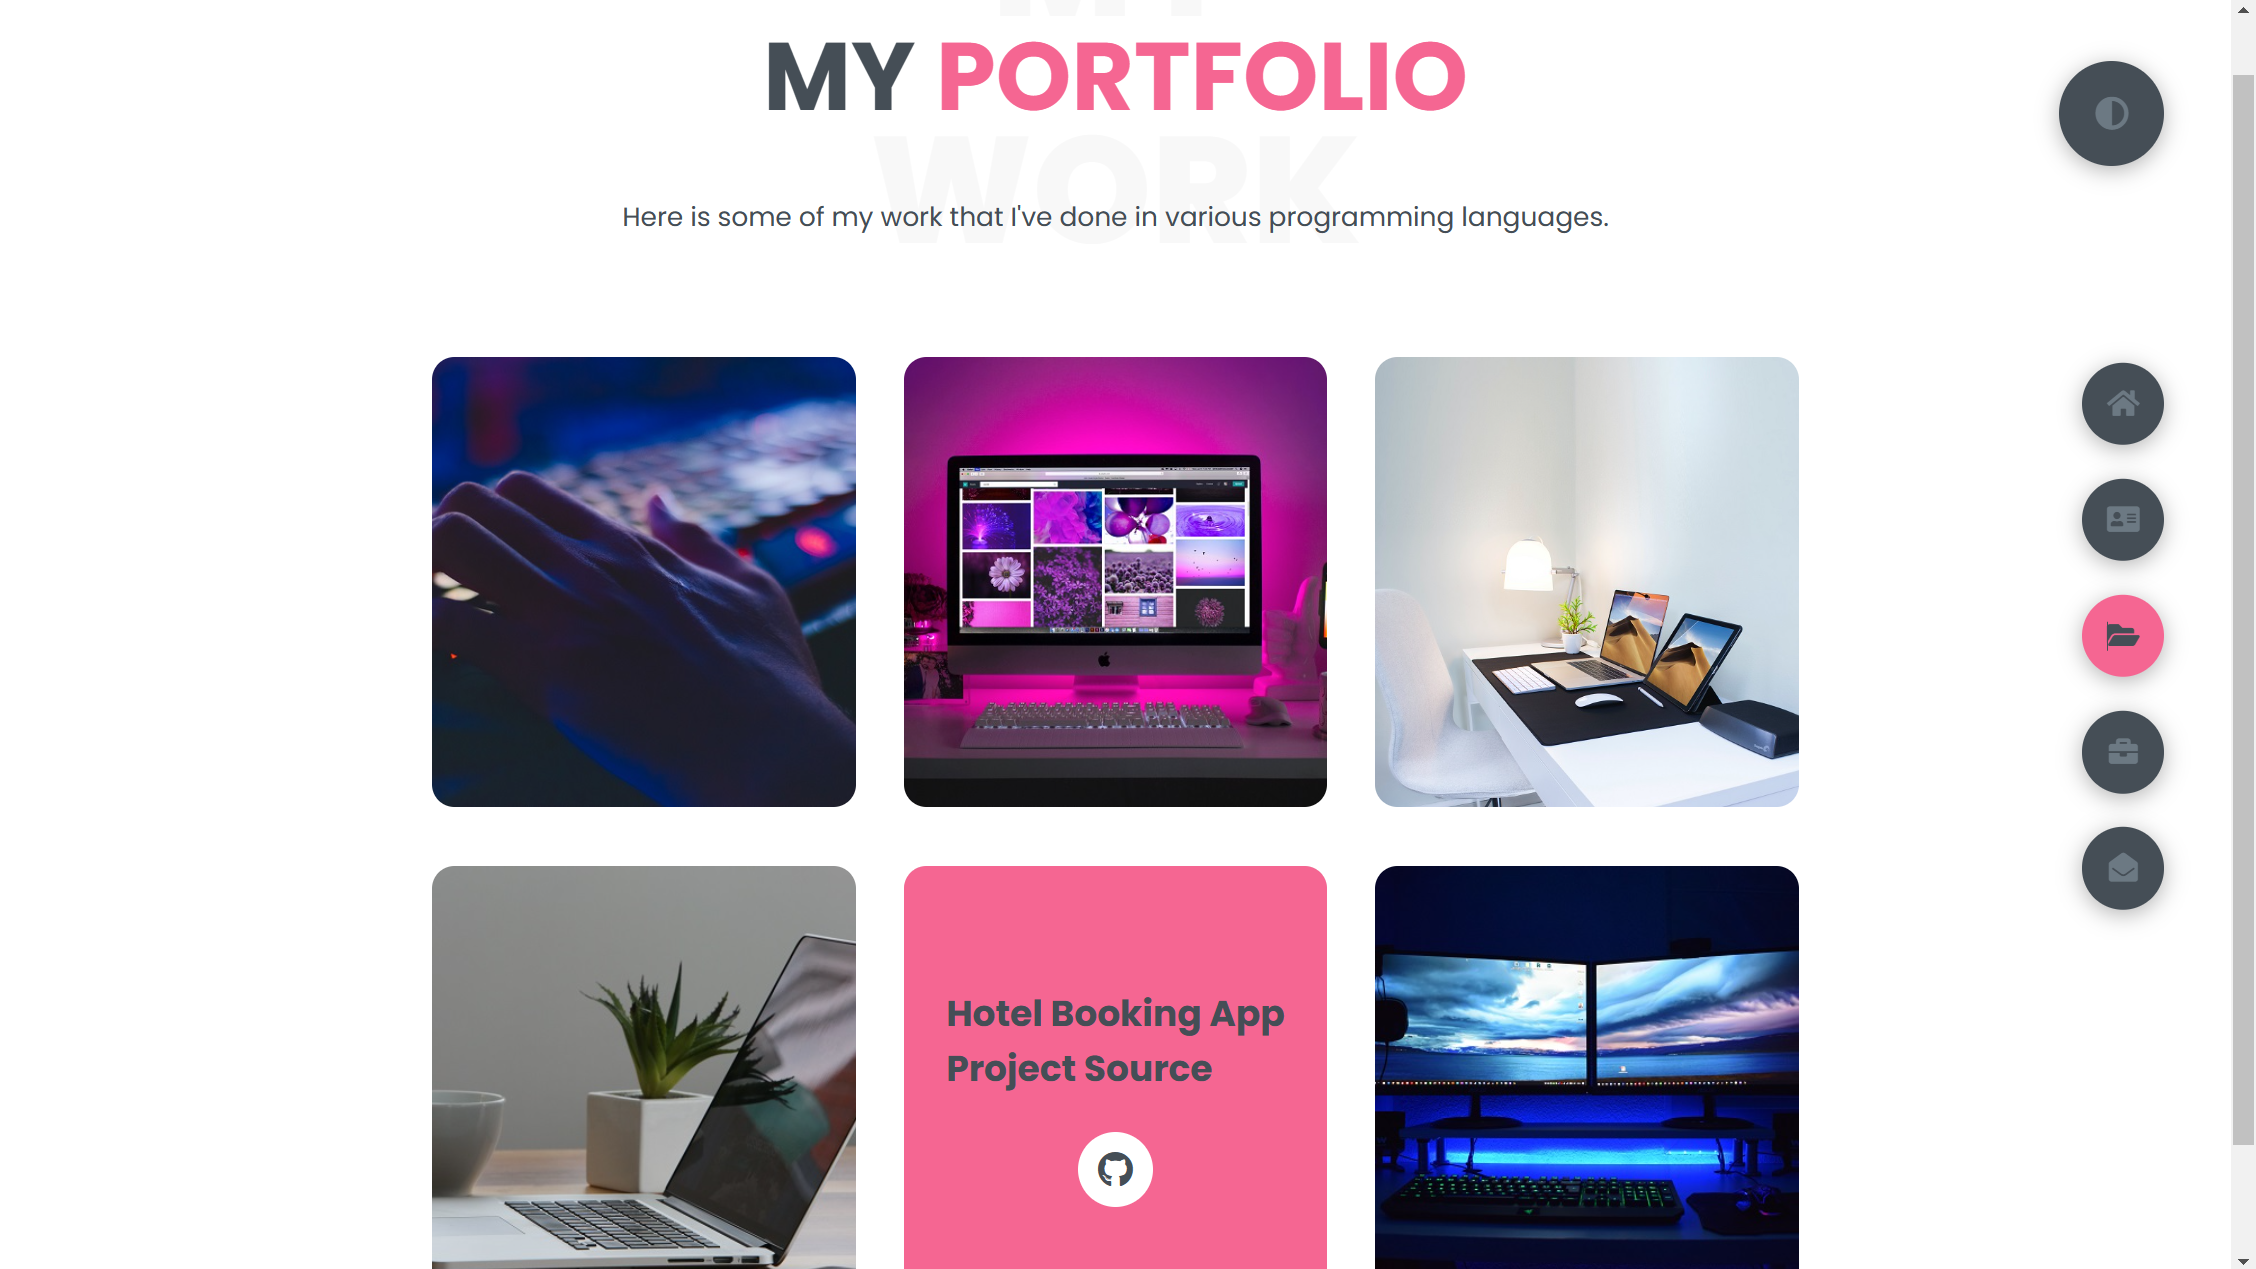 MY
MY PORTFOLIO
WORK
Here is some of my work that I've done in various programming languages.
Hotel Booking App
Project Source